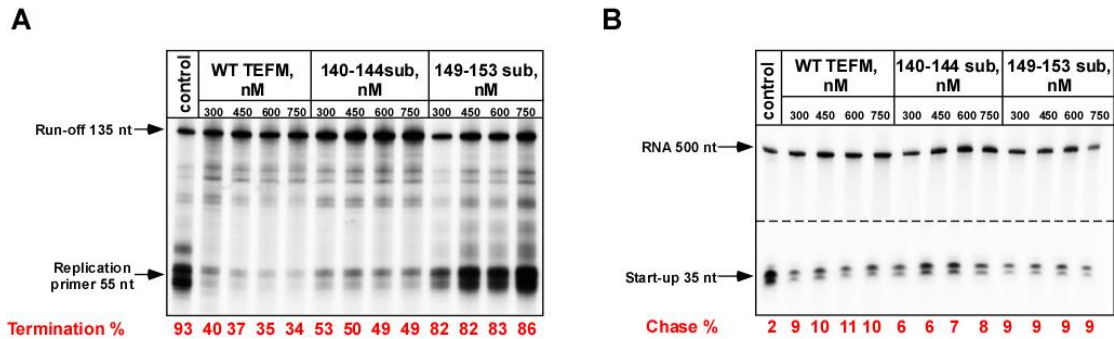 A
control
WT TEFM, nM
140-144sub, nM
149-153 sub, nM
300 450 600 750 300 450 600 750 300 450 600 750
Run-off 135 nt
Replication
primer 55 nt
Termination % 93 40 37 35 34 53 50 49 49 82 82 83 86
B
control
WT TEFM, nM
140-144 sub, nM
149-153 sub, nM
300 450 600 750 300 450 600 750 300 450 600 750
RNA 500 nt
Start-up 35 nt
Chase % 2 9 10 11 10 6 6 7 8 9 9 9 9